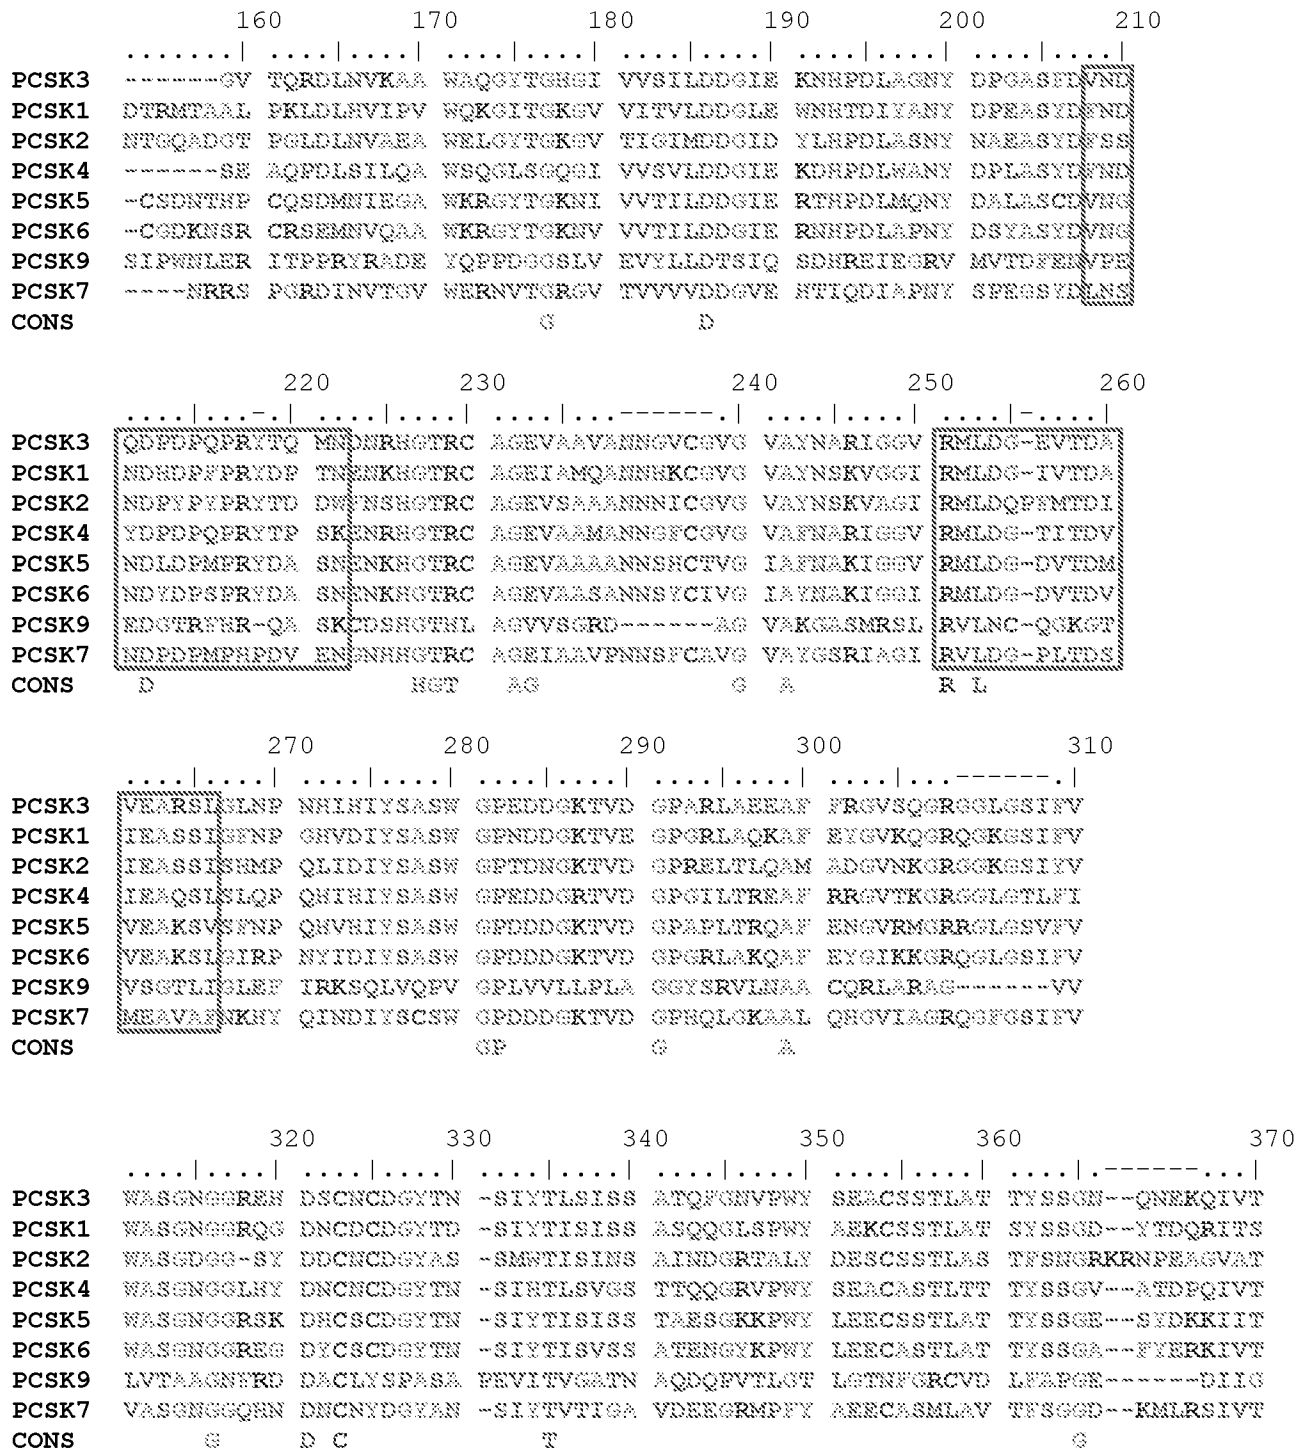 160 170 180 190 200 210
....|....| ....|....| ....|....| ....|....| ....|....| ....|....|
PCSK3 ------GV TQRDLNVKAA WAQGYTGHGI VVSILDDGIE KNHPDLAGNY DPGASFDVND
PCSK1 DTRMTAAL PKLDLHVIPV WQKGITGKGV VITVLDDGLE WNHTDIYANY DPEASYDFND
PCSK2 NTGQADGT PGLDLNVAEA WELGYTGKGV TIGIMDDGID YLHPDLASNY NAEASYDFSS
PCSK4 ------SE AQPDLSILQA WSQGLSGQGI VVSVLDDGIE KDHPDLWANY DPLASYDFND
PCSK5 -CSDNTHP CQSDMNIEGA WKRGYTGKNI VVTILDDGIE RTHPDLMQNY DALASCDVNG
PCSK6 -CGDKNSR CRSEMNVQAA WKRGYTGKNV VVTILDDGIE RNHPDLAPNY DSYASYDVNG
PCSK9 SIPWNLER ITPPRYRADE YQPPDGGSLV EVYLLDTSIQ SDHREIEGRV MVTDFENVPE
PCSK7 ----NRRS PGRDINVTGV WERNVTGRGV TVVVVDDGVE HTIQDIAPNY SPEGSYDLNS
CONS G D
220 230 240 250 260
....|...-.| ....|....| ....|...------.| ....|....| ....|-....|
PCSK3 QDPDPQPRYTQ MNDNRHGTRC AGEVAAVANNGVCGVG VAYNARIGGV RMLDG-EVTDA
PCSK1 NDHDPFPRYDP TNENKHGTRC AGEIAMQANNHKCGVG VAYNSKVGGI RMLDG-IVTDA
PCSK2 NDPYPYPRYTD DWFNSHGTRC AGEVSAAANNNICGVG VAYNSKVAGI RMLDQPFMTDI
PCSK4 YDPDPQPRYTP SKENRHGTRC AGEVAAMANNGFCGVG VAFNARIGGV RMLDG-TITDV
PCSK5 NDLDPMPRYDA SNENKHGTRC AGEVAAAANNSHCTVG IAFNAKIGGV RMLDG-DVTDM
PCSK6 NDYDPSPRYDA SNENKHGTRC AGEVAASANNSYCIVG IAYNAKIGGI RMLDG-DVTDV
PCSK9 EDGTRFHR-QA SKCDSHGTHL AGVVSGRD------AG VAKGASMRSL RVLNC-QGKGT
PCSK7 NDPDPMPHPDV ENGNHHGTRC AGEIAAVPNNSFCAVG VAYGSRIAGI RVLDG-PLTDS
CONS D HGT AG G A R L
270 280 290 300 310
....|....| ....|....| ....|....| ....|....| ....|...------.|
PCSK3 VEARSLGLNP NHIHIYSASW GPEDDGKTVD GPARLAEEAF FRGVSQGRGGLGSIFV
PCSK1 IEASSIGFNP GHVDIYSASW GPNDDGKTVE GPGRLAQKAF EYGVKQGRQGKGSIFV
PCSK2 IEASSISHMP QLIDIYSASW GPTDNGKTVD GPRELTLQAM ADGVNKGRGGKGSIYV
PCSK4 IEAQSLSLQP QHIHIYSASW GPEDDGRTVD GPGILTREAF RRGVTKGRGGLGTLFI
PCSK5 VEAKSVSFNP QHVHIYSASW GPDDDGKTVD GPAPLTRQAF ENGVRMGRRGLGSVFV
PCSK6 VEAKSLGIRP NYIDIYSASW GPDDDGKTVD GPGRLAKQAF EYGIKKGRQGLGSIFV
PCSK9 VSGTLIGLEF IRKSQLVQPV GPLVVLLPLA GGYSRVLNAA CQRLARAG------VV
PCSK7 MEAVAFNKHY QINDIYSCSW GPDDDGKTVD GPHQLGKAAL QHGVIAGRQGFGSIFV
CONS GP G A
320 330 340 350 360 370
....|....| ....|....| ....|....| ....|....| ....|....| ....|.------...|
PCSK3 WASGNGGREH DSCNCDGYTN -SIYTLSISS ATQFGNVPWY SEACSSTLAT TYSSGN--QNEKQIVT
PCSK1 WASGNGGRQG DNCDCDGYTD -SIYTISISS ASQQGLSPWY AEKCSSTLAT SYSSGD--YTDQRITS
PCSK2 WASGDGG-SY DDCNCDGYAS -SMWTISINS AINDGRTALY DESCSSTLAS TFSNGRKRNPEAGVAT
PCSK4 WASGNGGLHY DNCNCDGYTN -SIHTLSVGS TTQQGRVPWY SEACASTLTT TYSSGV--ATDPQIVT
PCSK5 WASGNGGRSK DHCSCDGYTN -SIYTISISS TAESGKKPWY LEECSSTLAT TYSSGE--SYDKKIIT
PCSK6 WASGNGGREG DYCSCDGYTN -SIYTISVSS ATENGYKPWY LEECASTLAT TYSSGA--FYERKIVT
PCSK9 LVTAAGNYRD DACLYSPASA PEVITVGATN AQDQPVTLGT LGTNFGRCVD LFAPGE------DIIG
PCSK7 VASGNGGQHN DNCNYDGYAN -SIYTVTIGA VDEEGRMPFY AEECASMLAV TFSGGD--KMLRSIVT
CONS G D C T G